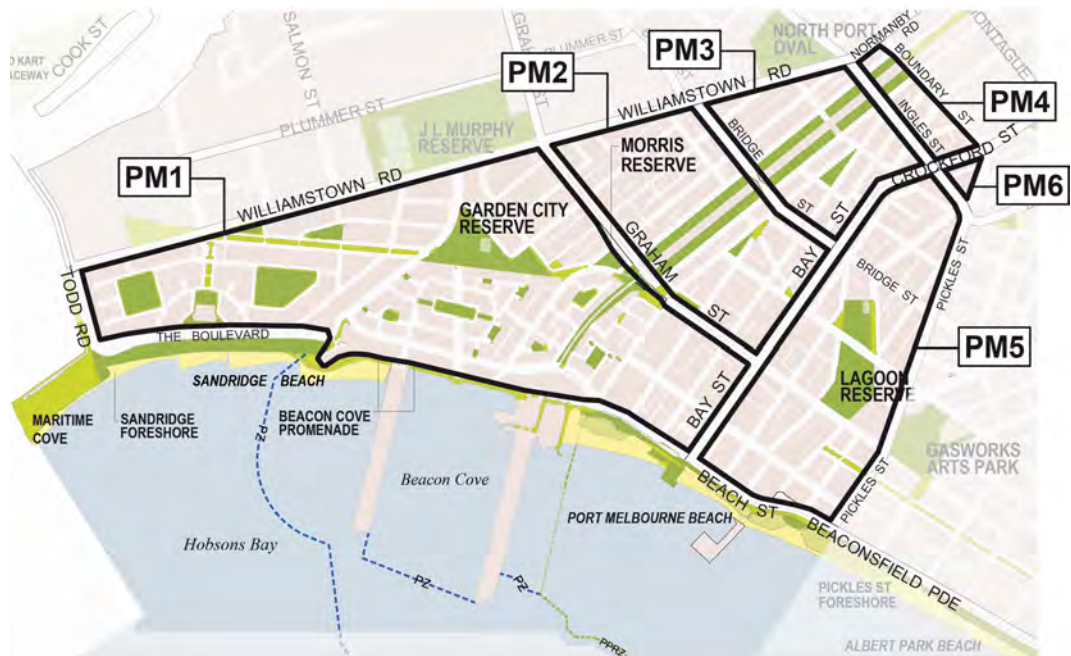 COOK ST
O KART
ACEWAY
SALMON ST
GRAHAM ST
PLUMMER ST
NORTH PORT
OVAL
NORMANBY
RD
MONTAGUE
BOUNDARY
ST
PM3
PM2
WILLIAMSTOWN RD
PM4
PLUMMER ST
J L MURPHY
RESERVE
BRIDGE
ST
INGLES ST
CROCKFORD ST
MORRIS
RESERVE
PM1
WILLIAMSTOWN RD
PM6
GARDEN CITY
RESERVE
GRAHAM
ST
BAY ST
PICKLES ST
BRIDGE ST
TODD RD
THE BOULEVARD
PM5
SANDRIDGE BEACH
LAGOON
RESERVE
BAY ST
MARITIME
COVE
SANDRIDGE
FORESHORE
BEACON COVE
PROMENADE
PZ
GASWORKS
ARTS PARK
Beacon Cove
BEACH ST
PICKLES ST
PORT MELBOURNE BEACH
BEACONSFIELD PDE
Hobsons Bay
PZ
PZ
PICKLES ST
FORESHORE
PPRZ
ALBERT PARK BEACH